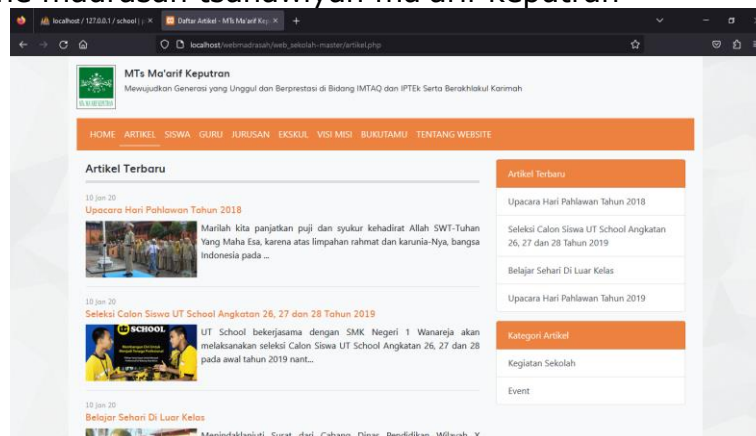 madrasah tsanawiyah ma'arif keputran
localhost / 127.0.0.1 / school | p
Daftar Artikel - MTs Ma'arif Kep
localhost/webmadrasah/web_sekolah-master/artikel.php
MTs Ma'arif Keputran
Mewujudkan Generasi yang Unggul dan Berprestasi di Bidang IMTAQ dan IPTEk Serta Berakhlakul Karimah
HOME ARTIKEL SISWA GURU JURUSAN EKSKUL VISI MISI BUKUTAMU TENTANG WEBSITE
Artikel Terbaru
10 Jan 20
Upacara Hari Pahlawan Tahun 2018
Marilah kita panjatkan puji dan syukur kehadirat Allah SWT-Tuhan
Yang Maha Esa, karena atas limpahan rahmat dan karunia-Nya, bangsa
Indonesia pada ...
10 Jan 20
Seleksi Calon Siswa UT School Angkatan 26, 27 dan 28 Tahun 2019
SCHOOL
UT School bekerjasama dengan SMK Negeri 1 Wanareja akan
melaksanakan seleksi Calon Siswa UT School Angkatan 26, 27 dan 28
pada awal tahun 2019 nant...
10 Jan 20
Belajar Sehari Di Luar Kelas
Menindaklanjuti Surat dari Cabang Dinas Pendidikan Wilayah X
Artikel Terbaru
Upacara Hari Pahlawan Tahun 2018
Seleksi Calon Siswa UT School Angkatan
26, 27 dan 28 Tahun 2019
Belajar Sehari Di Luar Kelas
Upacara Hari Pahlawan Tahun 2019
Kategori Artikel
Kegiatan Sekolah
Event